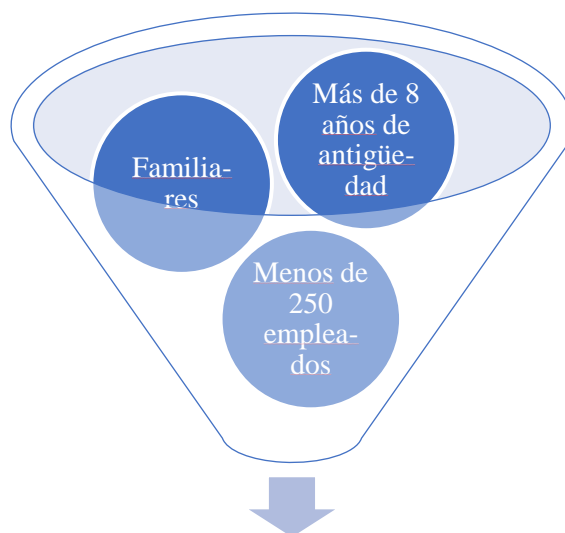 Familia-
res
Más de 8
años de
antigüe-
dad
Menos de
250
emplea-
dos